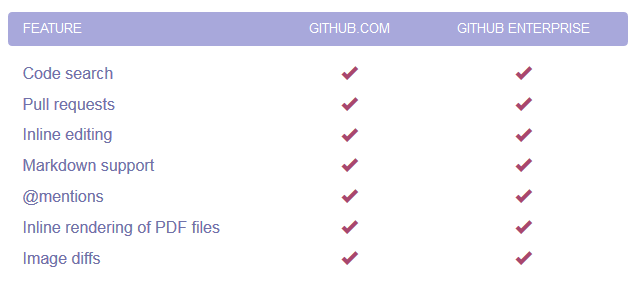 FEATURE GITHUB.COM GITHUB ENTERPRISE
Code search ✔ ✔
Pull requests ✔ ✔
Inline editing ✔ ✔
Markdown support ✔ ✔
@mentions ✔ ✔
Inline rendering of PDF files ✔ ✔
Image diffs ✔ ✔